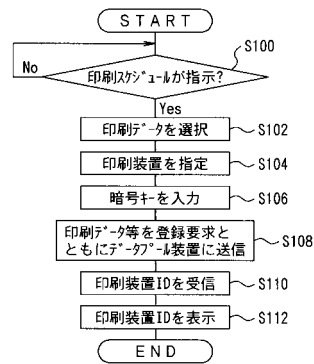 START
印刷スケジュールが指示?
S100
No
Yes
印刷データを選択
S102
印刷装置を指定
S104
暗号キーを入力
S106
印刷データ等を登録要求と
ともにデータプール装置に送信
S108
印刷装置IDを受信
S110
印刷装置IDを表示
S112
END